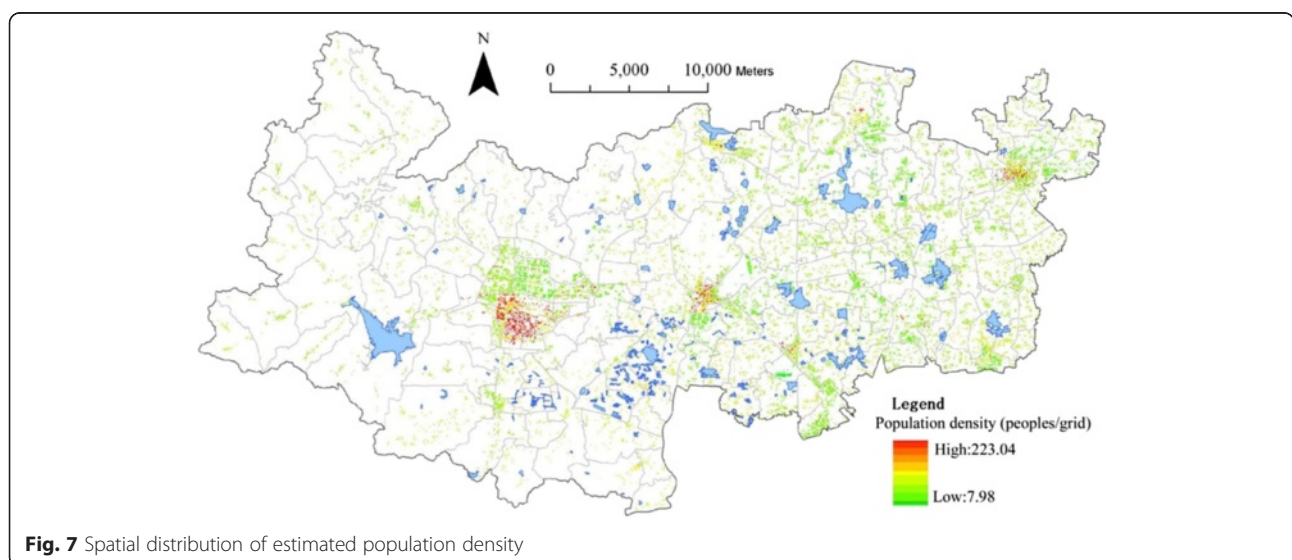 N
0 5,000 10,000 Meters
Legend
Population density (peoples/grid)
High:223.04
Low:7.98
Fig. 7 Spatial distribution of estimated population density